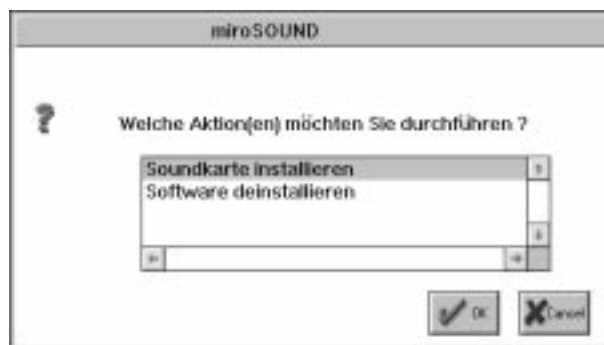 miroSOUND
Welche Aktion(en) möchten Sie durchführen ?
Soundkarte installieren
Software deinstallieren
OK
Cancel